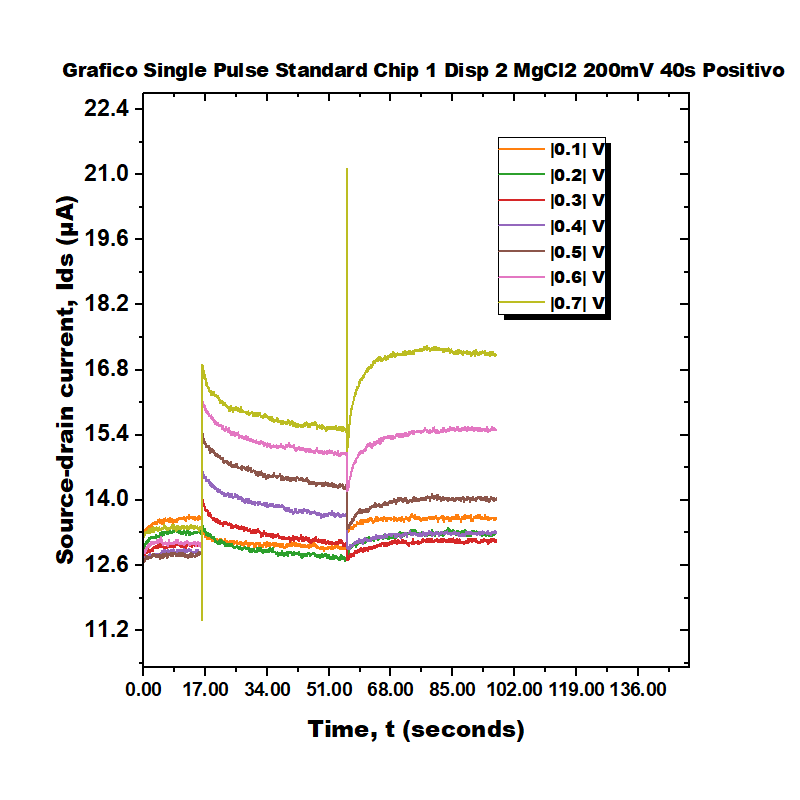 Grafico Single Pulse Standard Chip 1 Disp 2 MgCl2 200mV 40s Positivo
22.4
21.0
19.6
18.2
16.8
15.4
14.0
12.6
11.2
Source-drain current, Ids (µA)
|0.1| V
|0.2| V
|0.3| V
|0.4| V
|0.5| V
|0.6| V
|0.7| V
0.00 17.00 34.00 51.00 68.00 85.00 102.00 119.00 136.00
Time, t (seconds)